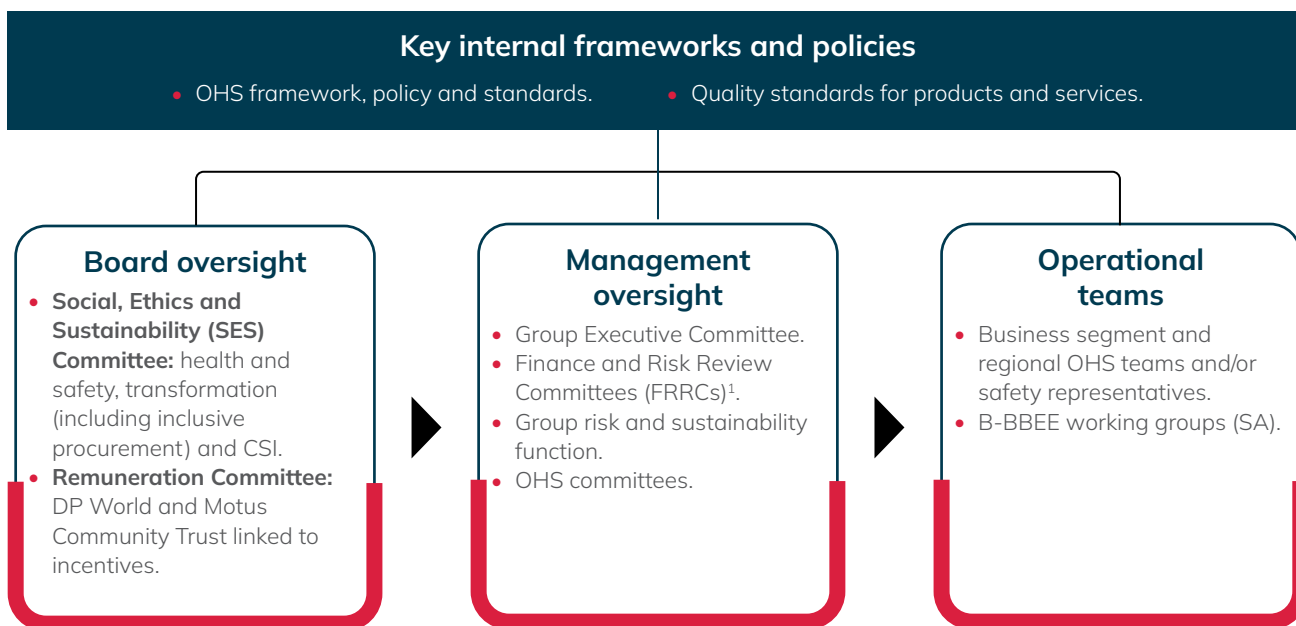 Key internal frameworks and policies
• OHS framework, policy and standards.
• Quality standards for products and services.
Board oversight
• Social, Ethics and
Sustainability (SES)
Committee: health and
safety, transformation
(including inclusive
procurement) and CSI.
• Remuneration Committee:
DP World and Motus
Community Trust linked to
incentives.
Management
oversight
• Group Executive Committee.
• Finance and Risk Review
Committees (FRRCs)¹.
• Group risk and sustainability
function.
• OHS committees.
Operational
teams
• Business segment and
regional OHS teams and/or
safety representatives.
• B-BBEE working groups (SA).